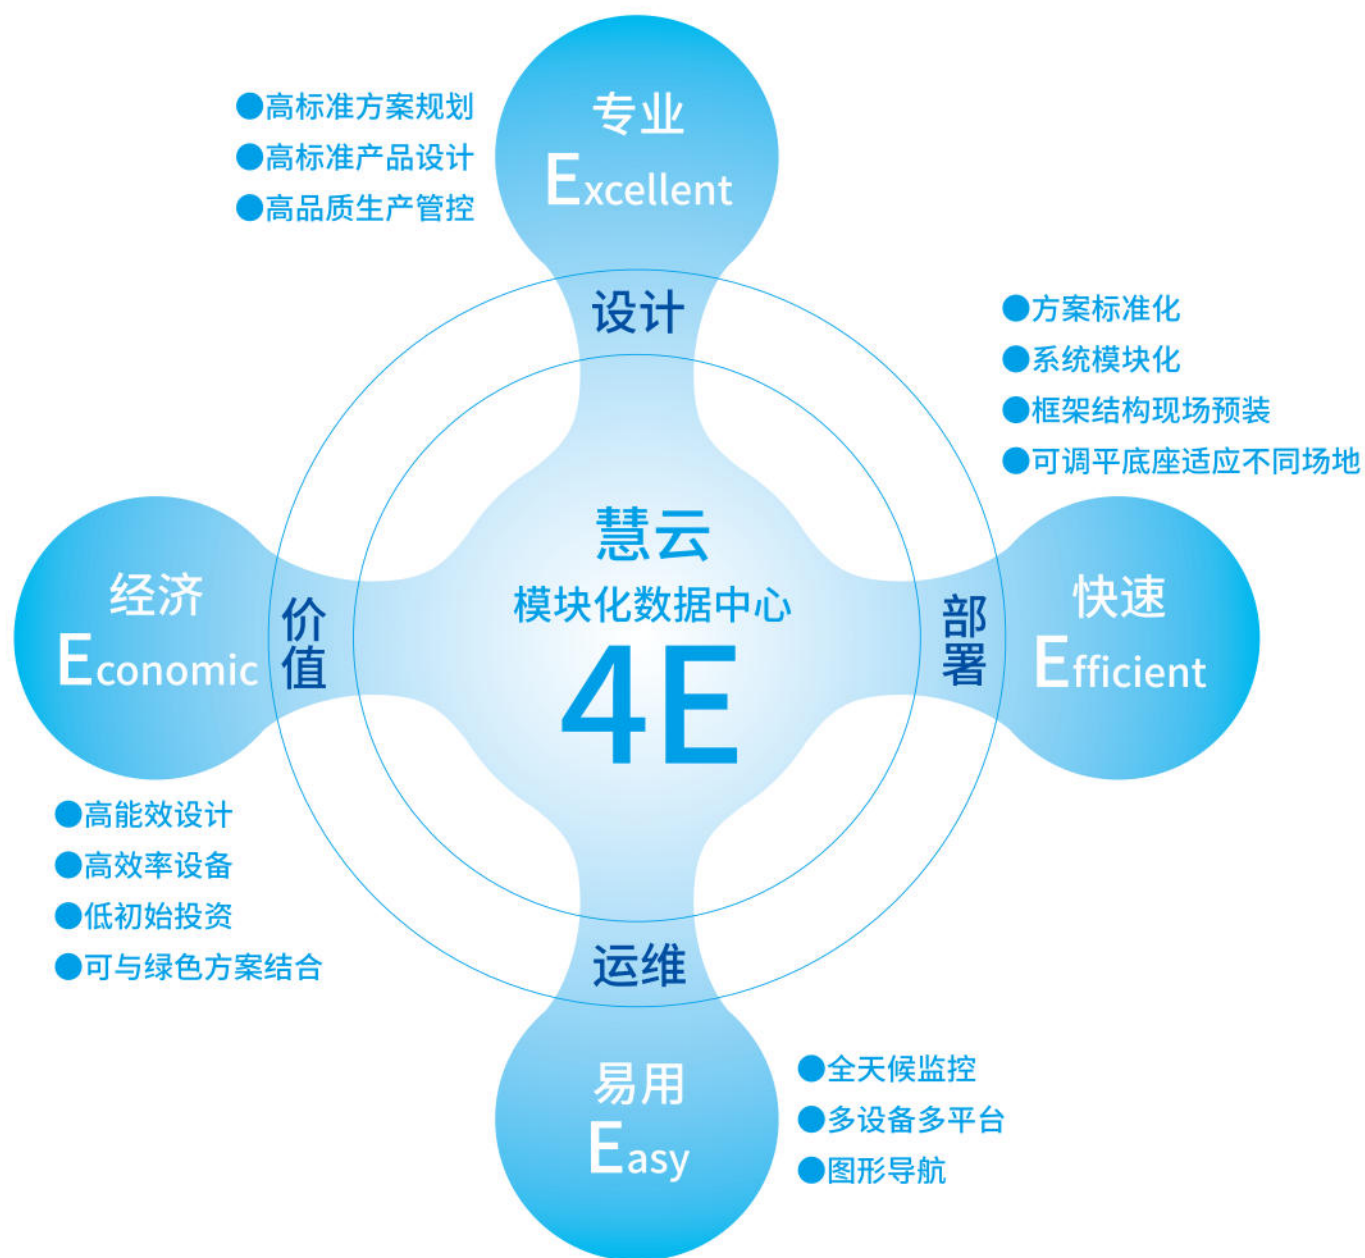 专业
Excellent
●高标准方案规划
●高标准产品设计
●高品质生产管控
设计
●方案标准化
●系统模块化
●框架结构现场预装
●可调平底座适应不同场地
慧云
模块化数据中心
4E
经济
Economic
价值
部署
快速
Efficient
●高能效设计
●高效率设备
●低初始投资
●可与绿色方案结合
运维
易用
Easy
●全天候监控
●多设备多平台
●图形导航